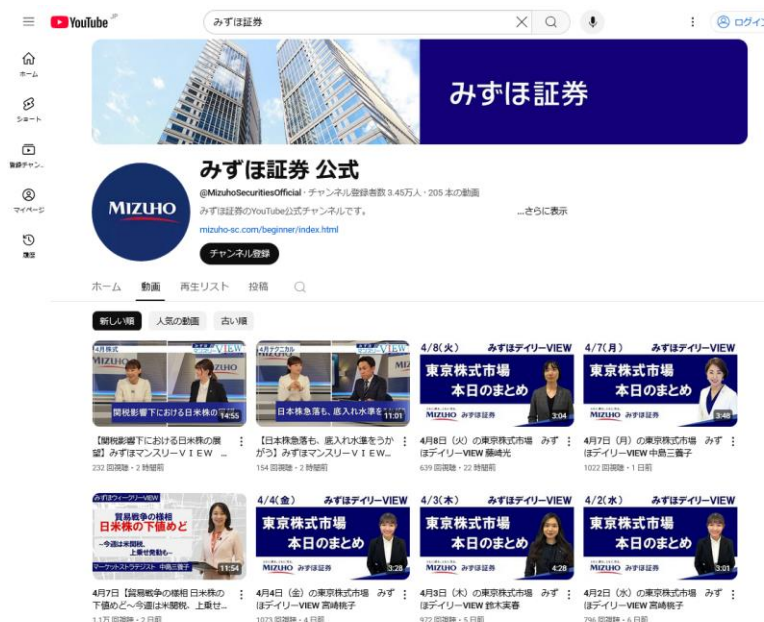 YouTube JP
みずほ証券
ログイン
ホーム
ショート
登録チャン..
マイページ
履歴
みずほ証券
MIZUHO
みずほ証券 公式
@MizuhoSecuritiesOfficial・チャンネル登録者数 3.45万人・205 本の動画
みずほ証券のYouTube公式チャンネルです。 ...さらに表示
mizuho-sc.com/beginner/index.html
チャンネル登録
ホーム 動画 再生リスト 投稿
新しい順 人気の動画 古い順
4月株式 VIEW
MIZUHO
関税影響下における日米株の
14:55
4月テクニカル VIEW
MIZUHO
日本株急落も、底入れ水準を
11:01
4/8(火) みずほデイリーVIEW
東京株式市場
本日のまとめ
MIZUHO みずほ証券 3:04
4/7(月) みずほデイリーVIEW
東京株式市場
本日のまとめ
MIZUHO みずほ証券 3:48
【関税影響下における日米株の展
望】みずほマンスリーＶＩＥＷ ...
232 回視聴・2 時間前
【日本株急落も、底入れ水準をうか
がう】みずほマンスリーＶＩＥＷ...
154 回視聴・2 時間前
4月8日（火）の東京株式市場 みず
ほデイリーVIEW 藤崎光
639 回視聴・22 時間前
4月7日（月）の東京株式市場 みず
ほデイリーVIEW 中島三養子
1022 回視聴・1 日前
みずほウィークリーVIEW
貿易戦争の様相
日米株の下値めど
~今週は米関税、
上乗せ発動も~
マーケットストラテジスト 中島三養子
11:54
4/4(金) みずほデイリーVIEW
東京株式市場
本日のまとめ
MIZUHO みずほ証券 3:28
4/3(木) みずほデイリーVIEW
東京株式市場
本日のまとめ
MIZUHO みずほ証券 4:28
4/2(水) みずほデイリーVIEW
東京株式市場
本日のまとめ
MIZUHO みずほ証券 3:01
4月7日【貿易戦争の様相 日米株の
下値めど～今週は米関税、上乗せ...
1.1万 回視聴・2 日前
4月4日（金）の東京株式市場 みず
ほデイリーVIEW 宮崎桃子
1073 回視聴・4 日前
4月3日（木）の東京株式市場 みず
ほデイリーVIEW 鈴木実春
972 回視聴・5 日前
4月2日（水）の東京株式市場 みず
ほデイリーVIEW 宮崎桃子
796 回視聴・6 日前